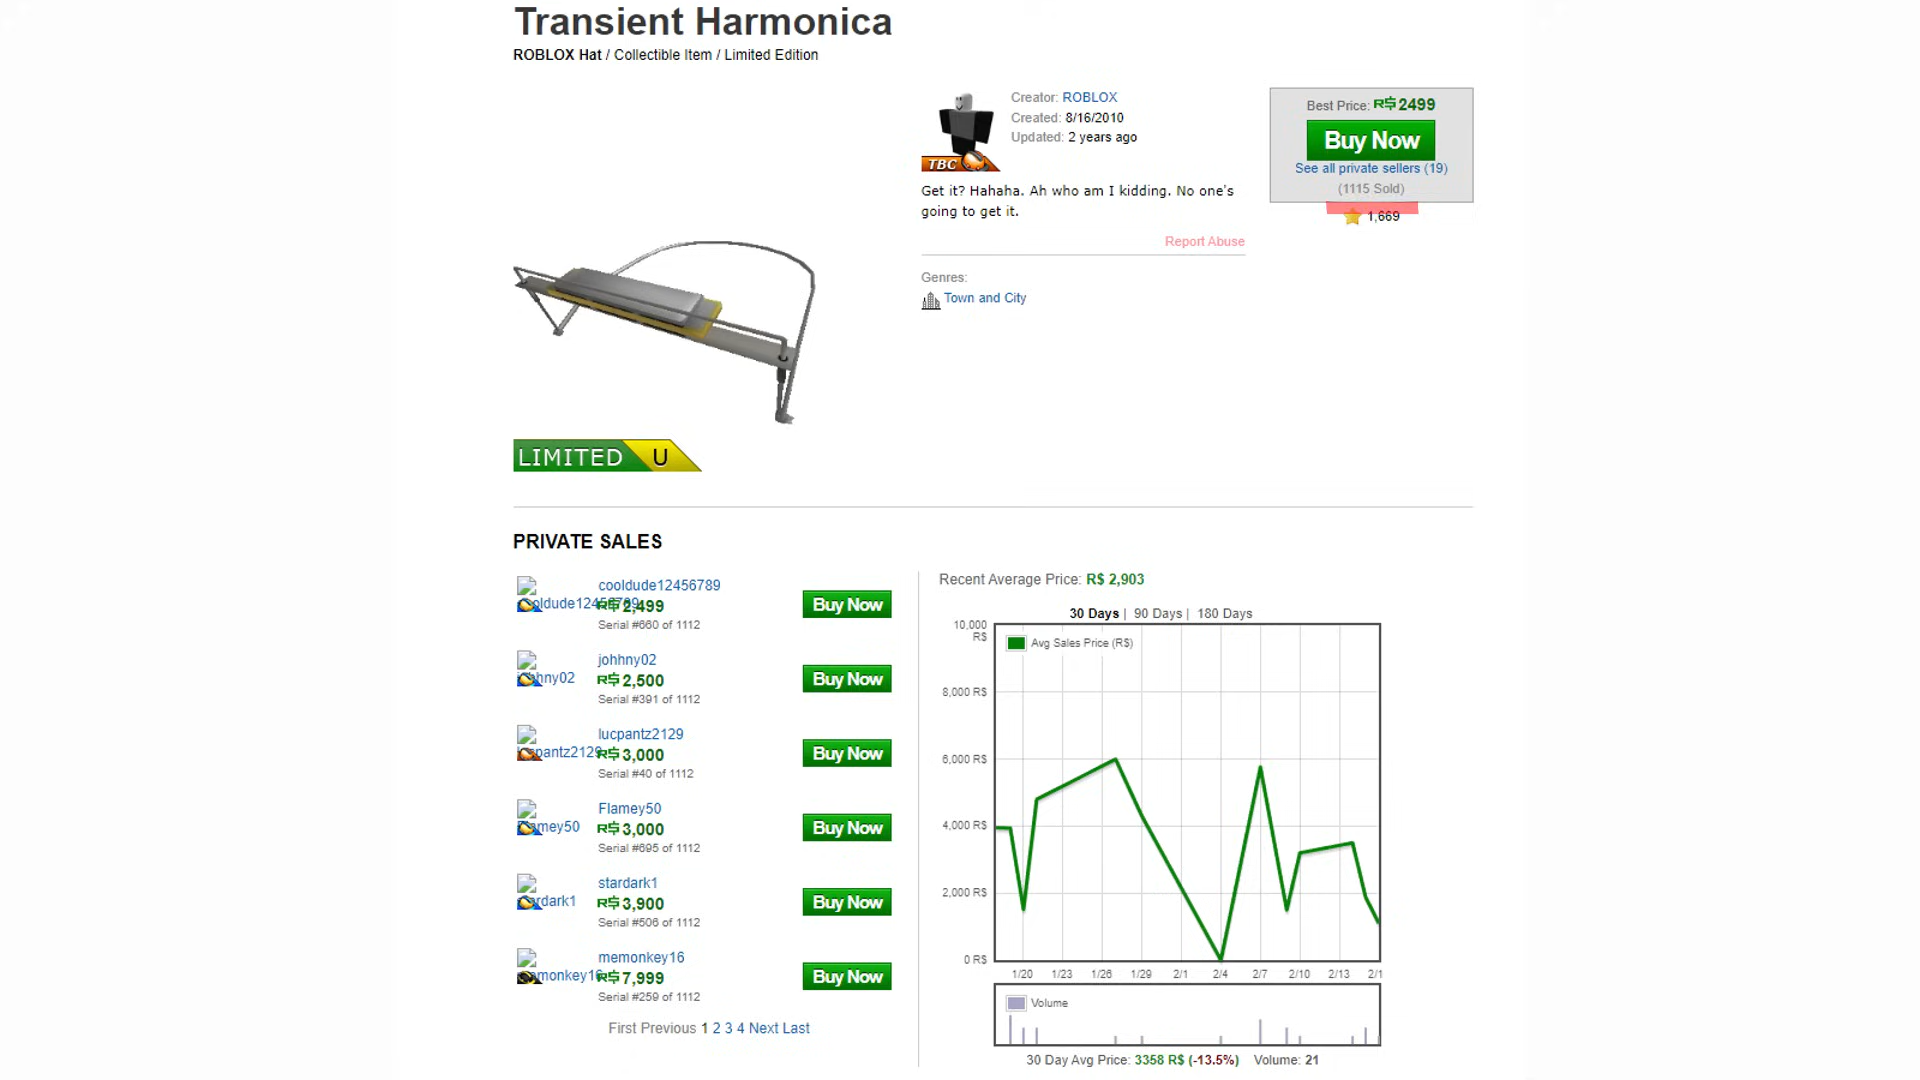 Transient Harmonica
ROBLOX Hat / Collectible Item / Limited Edition
TBC
Creator: ROBLOX
Created: 8/16/2010
Updated: 2 years ago
Get it? Hahaha. Ah who am I kidding. No one's
going to get it.
Report Abuse
Genres:
Town and City
Best Price: R$ 2499
Buy Now
See all private sellers (19)
(1115 Sold)
1,669
LIMITED U
PRIVATE SALES
cooldude12456789
R$ 2,499
Serial #660 of 1112
Buy Now
johhny02
johhny02
R$ 2,500
Serial #391 of 1112
Buy Now
lucpantz2129
lucpantz2129
R$ 3,000
Serial #40 of 1112
Buy Now
Flamey50
Flamey50
R$ 3,000
Serial #695 of 1112
Buy Now
stardark1
stardark1
R$ 3,900
Serial #506 of 1112
Buy Now
memonkey16
memonkey16
R$ 7,999
Serial #259 of 1112
Buy Now
First Previous 1 2 3 4 Next Last
Recent Average Price: R$ 2,903
30 Days | 90 Days | 180 Days
Avg Sales Price (R$)
10,000
R$
8,000 R$
6,000 R$
4,000 R$
2,000 R$
0 R$
1/20 1/23 1/26 1/29 2/1 2/4 2/7 2/10 2/13 2/1
Volume
30 Day Avg Price: 3358 R$ (-13.5%) Volume: 21